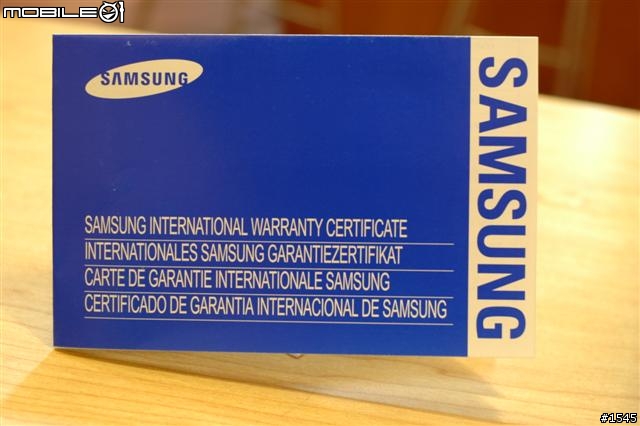 MOBILE01
SAMSUNG
SAMSUNG INTERNATIONAL WARRANTY CERTIFICATE
INTERNATIONALES SAMSUNG GARANTIEZERTIFIKAT
CARTE DE GARANTIE INTERNATIONALE SAMSUNG
CERTIFICADO DE GARANTIA INTERNACIONAL DE SAMSUNG
SAMSUNG
#1545